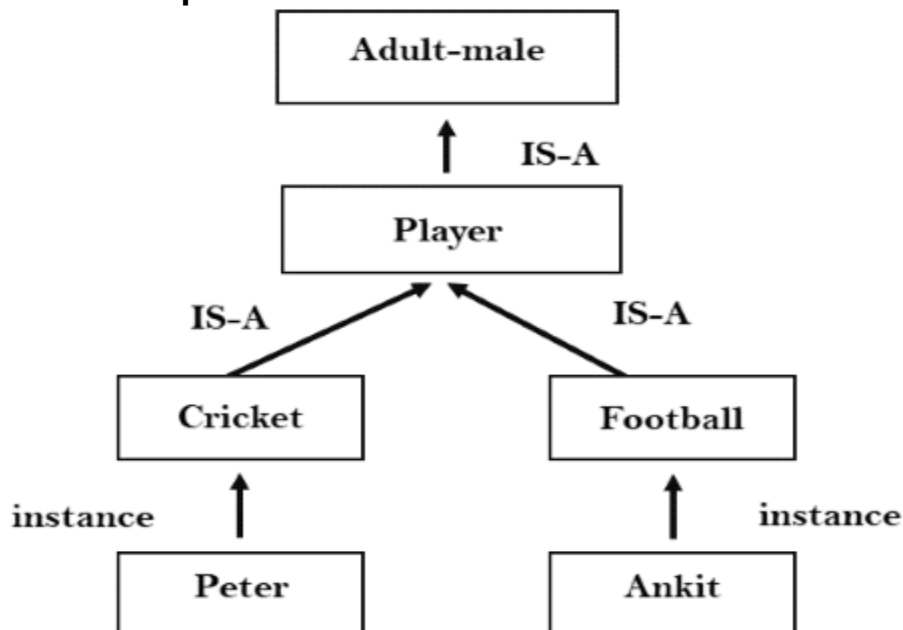 Adult-male
IS-A
Player
IS-A
IS-A
Cricket
Football
instance
instance
Peter
Ankit